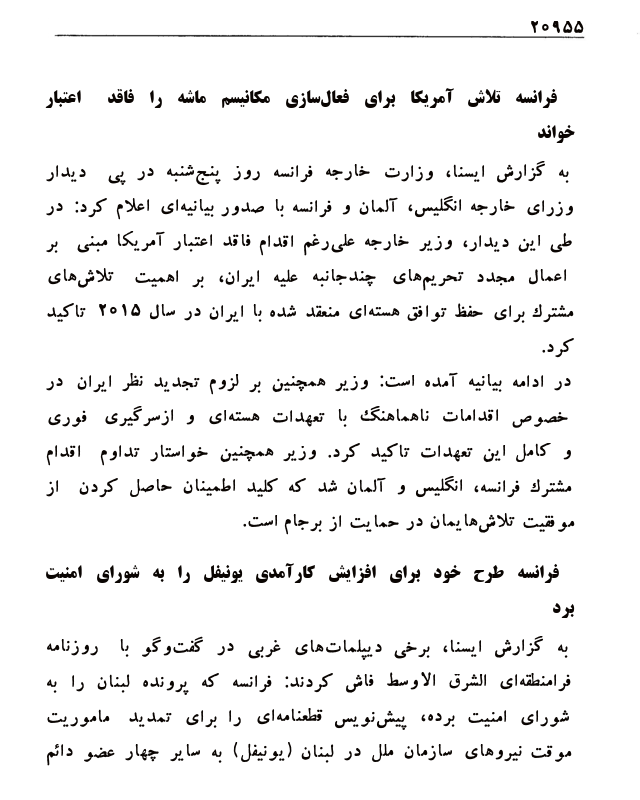 ۲۰۹۵۵
فرانسه تلاش آمریکا برای فعال‌سازی مکانیسم ماشه را فاقد اعتبار
خواند
به گزارش ایسنا، وزارت خارجه فرانسه روز پنج‌شنبه در پی دیدار
وزرای خارجه انگلیس، آلمان و فرانسه با صدور بیانیه‌ای اعلام کرد: در
طی این دیدار، وزیر خارجه علی‌رغم اقدام فاقد اعتبار آمریکا مبنی بر
اعمال مجدد تحریم‌های چندجانبه علیه ایران، بر اهمیت تلاش‌های
مشترك برای حفظ توافق هسته‌ای منعقد شده با ایران در سال ۲۰۱۵ تاکید
کرد.
در ادامه بیانیه آمده است: وزیر همچنین بر لزوم تجدید نظر ایران در
خصوص اقدامات ناهماهنگ با تعهدات هسته‌ای و ازسرگیری فوری
و کامل این تعهدات تاکید کرد. وزیر همچنین خواستار تداوم اقدام
مشترك فرانسه، انگلیس و آلمان شد که کلید اطمینان حاصل کردن از
موفقیت تلاش‌هایمان در حمایت از برجام است.
فرانسه طرح خود برای افزایش کارآمدی یونیفل را به شورای امنیت
برد
به گزارش ایسنا، برخی دیپلمات‌های غربی در گفت‌وگو با روزنامه
فرامنطقه‌ای الشرق الاوسط فاش کردند: فرانسه که پرونده لبنان را به
شورای امنیت برده، پیش‌نویس قطعنامه‌ای را برای تمدید ماموریت
موقت نیروهای سازمان ملل در لبنان (یونیفل) به سایر چهار عضو دائم